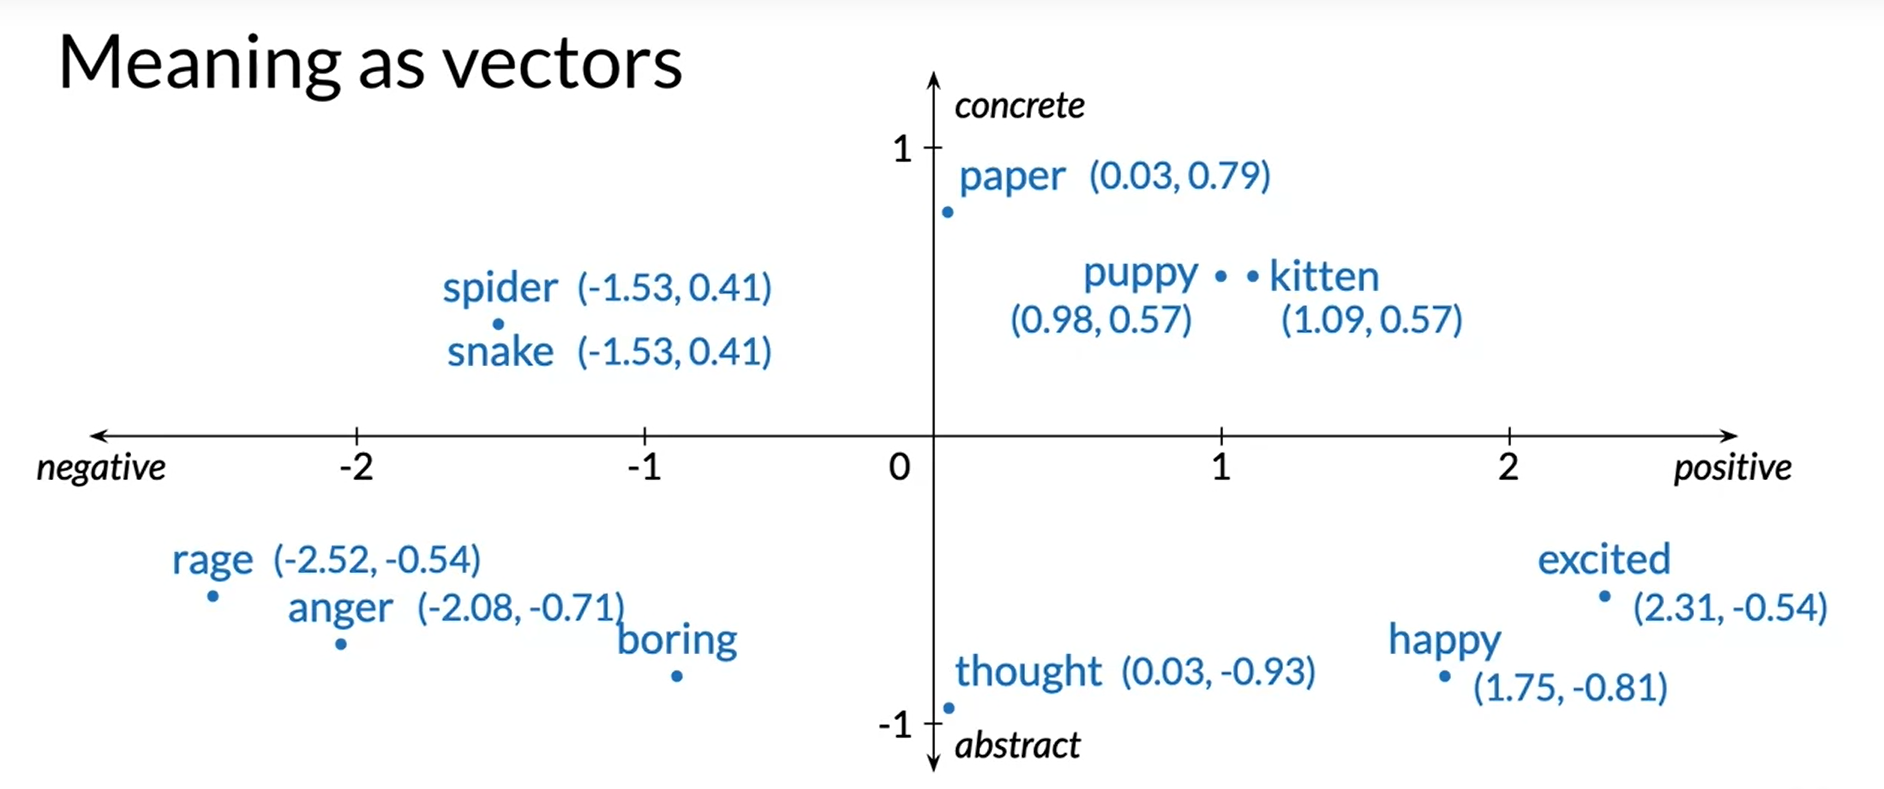 Meaning as vectors
concrete
1
paper (0.03, 0.79)
puppy
kitten
(0.98, 0.57)
(1.09, 0.57)
spider (-1.53, 0.41)
snake (-1.53, 0.41)
negative
-2
-1
0
1
2
positive
rage (-2.52, -0.54)
anger (-2.08, -0.71)
boring
excited
(2.31, -0.54)
happy
(1.75, -0.81)
thought (0.03, -0.93)
-1
abstract